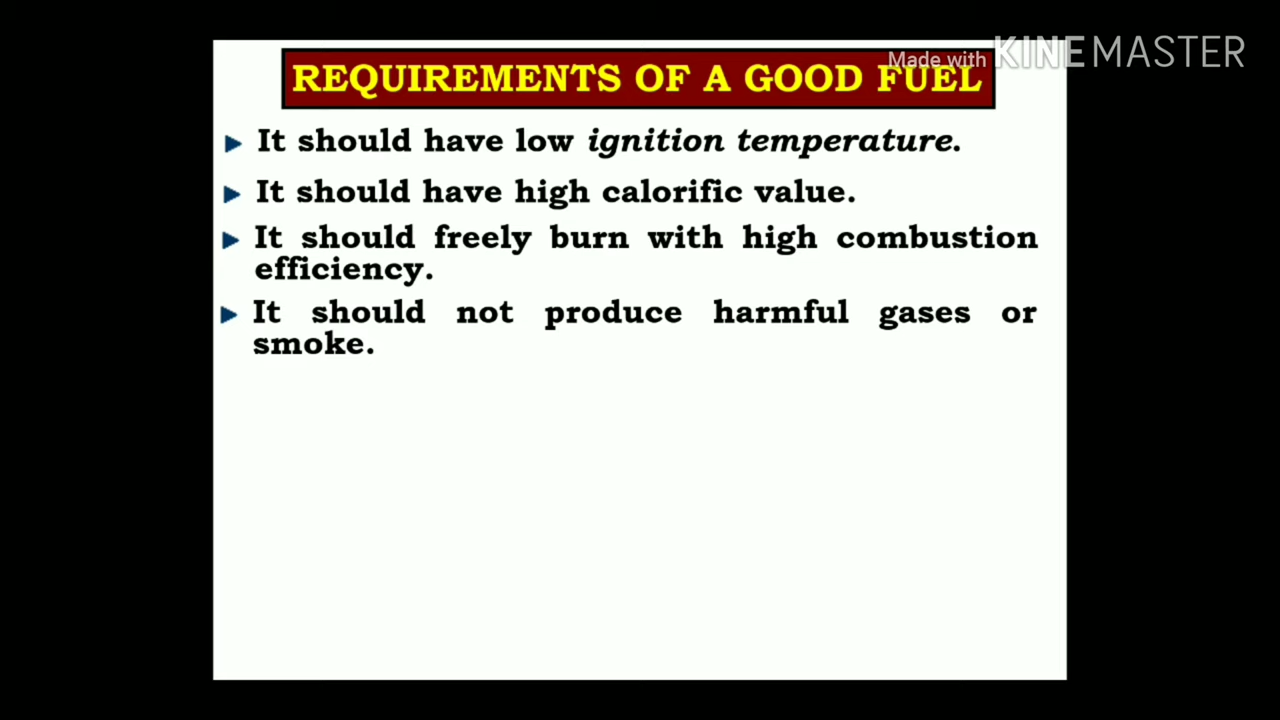 Made with KINEMASTER
REQUIREMENTS OF A GOOD FUEL
It should have low ignition temperature.
It should have high calorific value.
It should freely burn with high combustion
efficiency.
It should not produce harmful gases or
smoke.